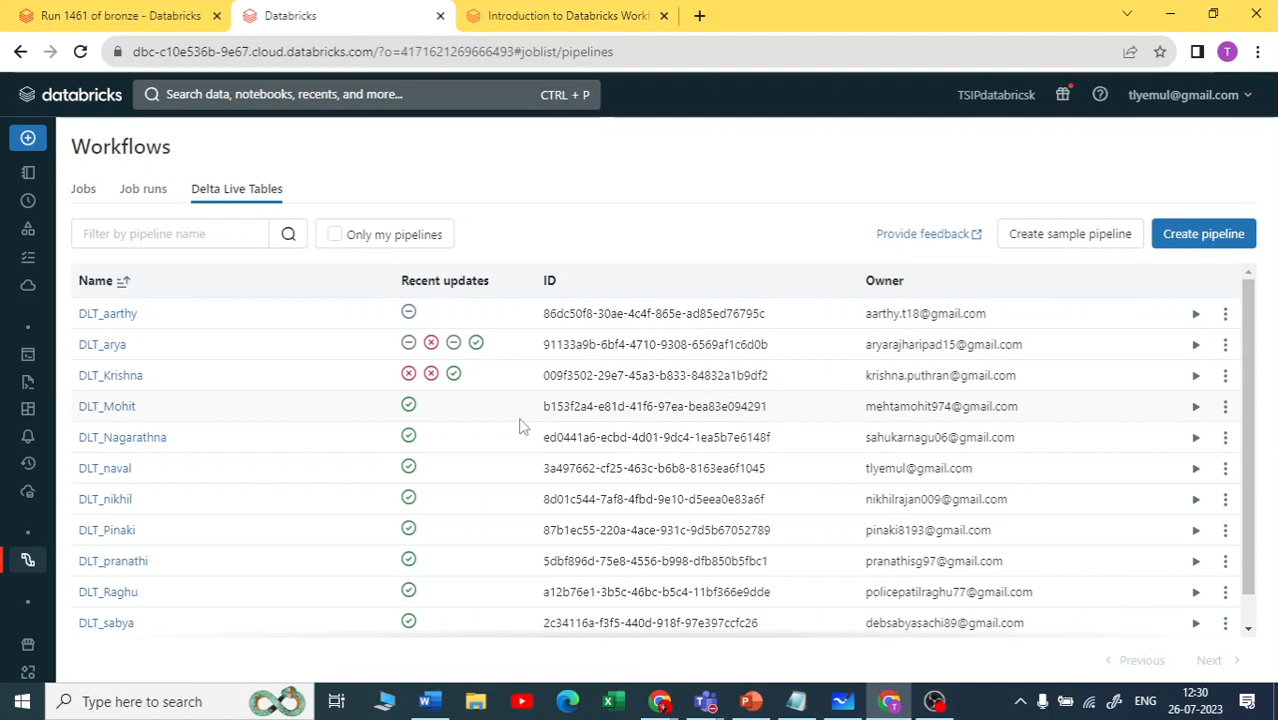 Run 1461 of bronze - Databricks
Databricks
Introduction to Databricks Workf
dbc-c10e536b-9e67.cloud.databricks.com/?o=4171621269666493#joblist/pipelines
T
databricks
Search data, notebooks, recents, and more...
CTRL + P
TSIPdatabricsk
tlyemul@gmail.com
Workflows
Jobs
Job runs
Delta Live Tables
Filter by pipeline name
Only my pipelines
Provide feedback
Create sample pipeline
Create pipeline
Name
Recent updates
ID
Owner
DLT_aarthy 86dc50f8-30ae-4c4f-865e-ad85ed76795c aarthy.t18@gmail.com
DLT_arya 91133a9b-6bf4-4710-9308-6569af1c6d0b aryarajharipad15@gmail.com
DLT_Krishna 009f3502-29e7-45a3-b833-84832a1b9df2 krishna.puthran@gmail.com
DLT_Mohit b153f2a4-e81d-41f6-97ea-bea83e094291 mehtamohit974@gmail.com
DLT_Nagarathna ed0441a6-ecbd-4d01-9dc4-1ea5b7e6148f sahukarnagu06@gmail.com
DLT_naval 3a497662-cf25-463c-b6b8-8163ea6f1045 tlyemul@gmail.com
DLT_nikhil 8d01c544-7af8-4fbd-9e10-d5eea0e83a6f nikhilrajan009@gmail.com
DLT_Pinaki 87b1ec55-220a-4ace-931c-9d5b67052789 pinaki8193@gmail.com
DLT_pranathi 5dbf896d-75e8-4556-b998-dfb850b5fbc1 pranathisg97@gmail.com
DLT_Raghu a12b76e1-3b5c-46bc-b5c4-11bf366e9dde policepatilraghu77@gmail.com
DLT_sabya 2c34116a-f3f5-440d-918f-97e397ccfc26 debsabyasachi89@gmail.com
Previous
Next
Type here to search
ENG
12:30
26-07-2023